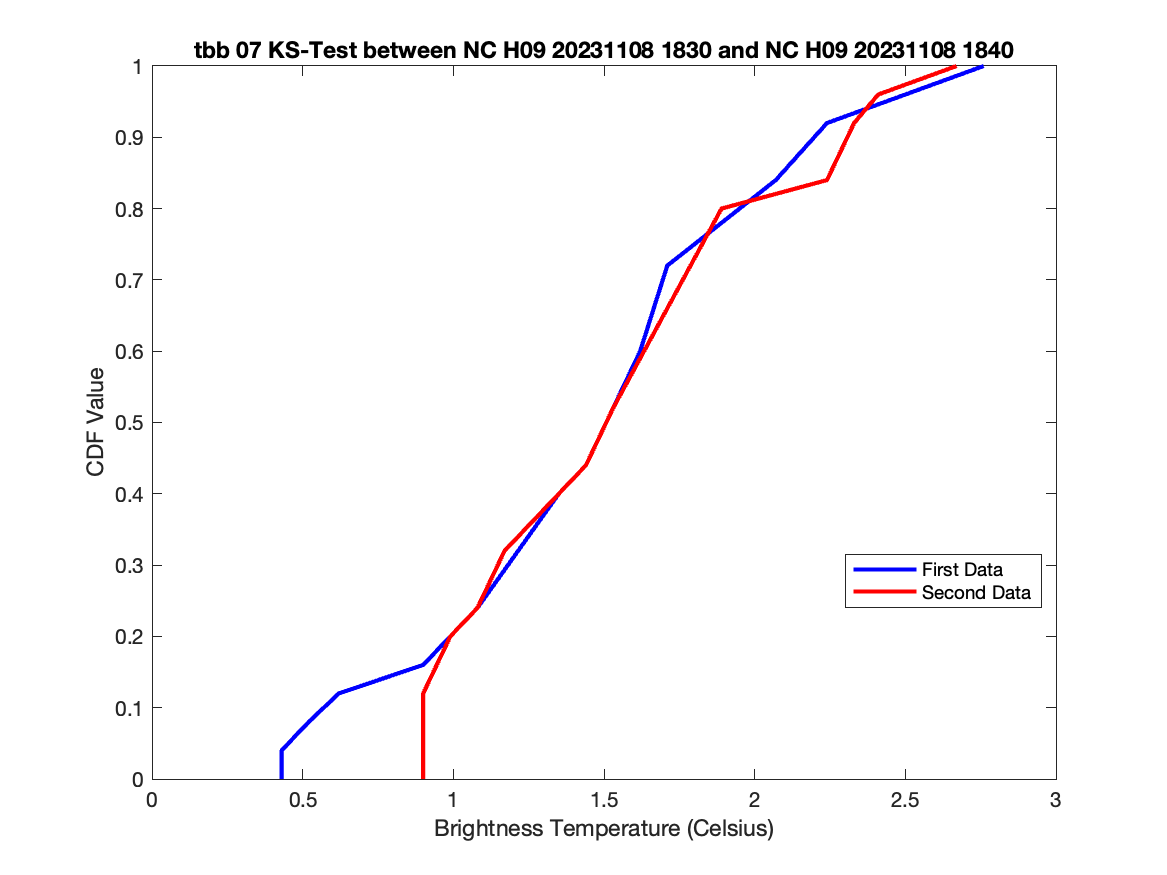 tbb 07 KS-Test between NC H09 20231108 1830 and NC H09 20231108 1840
1
0.9
0.8
0.7
0.6
0.5
0.4
0.3
0.2
0.1
0
CDF Value
First Data
Second Data
0 0.5 1 1.5 2 2.5 3
Brightness Temperature (Celsius)